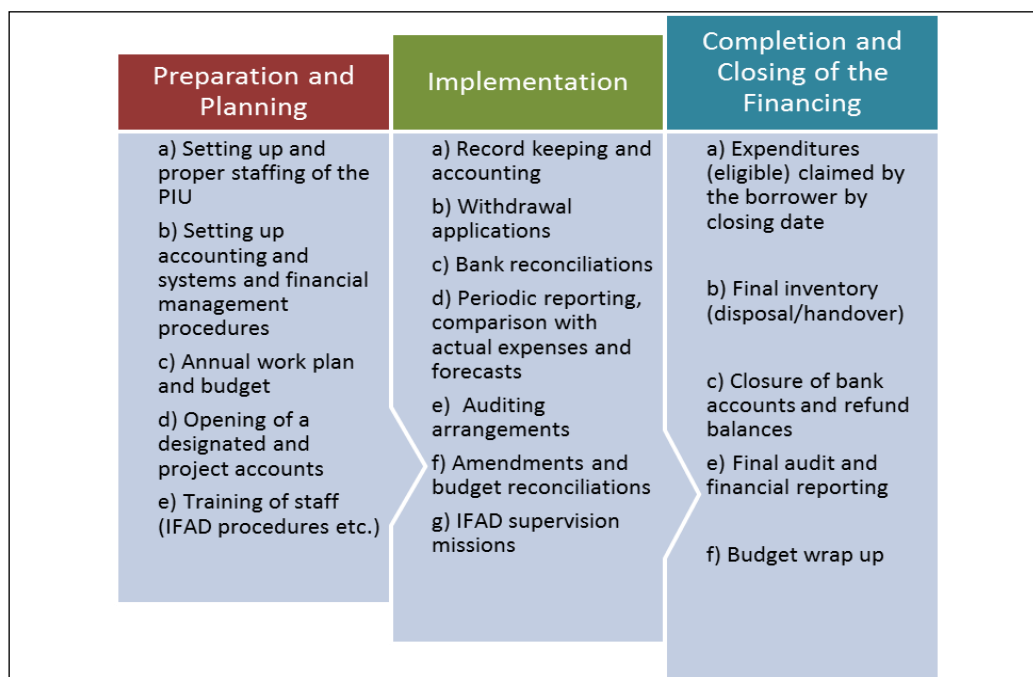 Preparation and
Planning
a) Setting up and
proper staffing of the
PIU
b) Setting up
accounting and
systems and financial
management
procedures
c) Annual work plan
and budget
d) Opening of a
designated and
project accounts
e) Training of staff
(IFAD procedures etc.)
Implementation
a) Record keeping and
accounting
b) Withdrawal
applications
c) Bank reconciliations
d) Periodic reporting,
comparison with
actual expenses and
forecasts
e) Auditing
arrangements
f) Amendments and
budget reconciliations
g) IFAD supervision
missions
Completion and
Closing of the
Financing
a) Expenditures
(eligible) claimed by
the borrower by
closing date
b) Final inventory
(disposal/handover)
c) Closure of bank
accounts and refund
balances
e) Final audit and
financial reporting
f) Budget wrap up